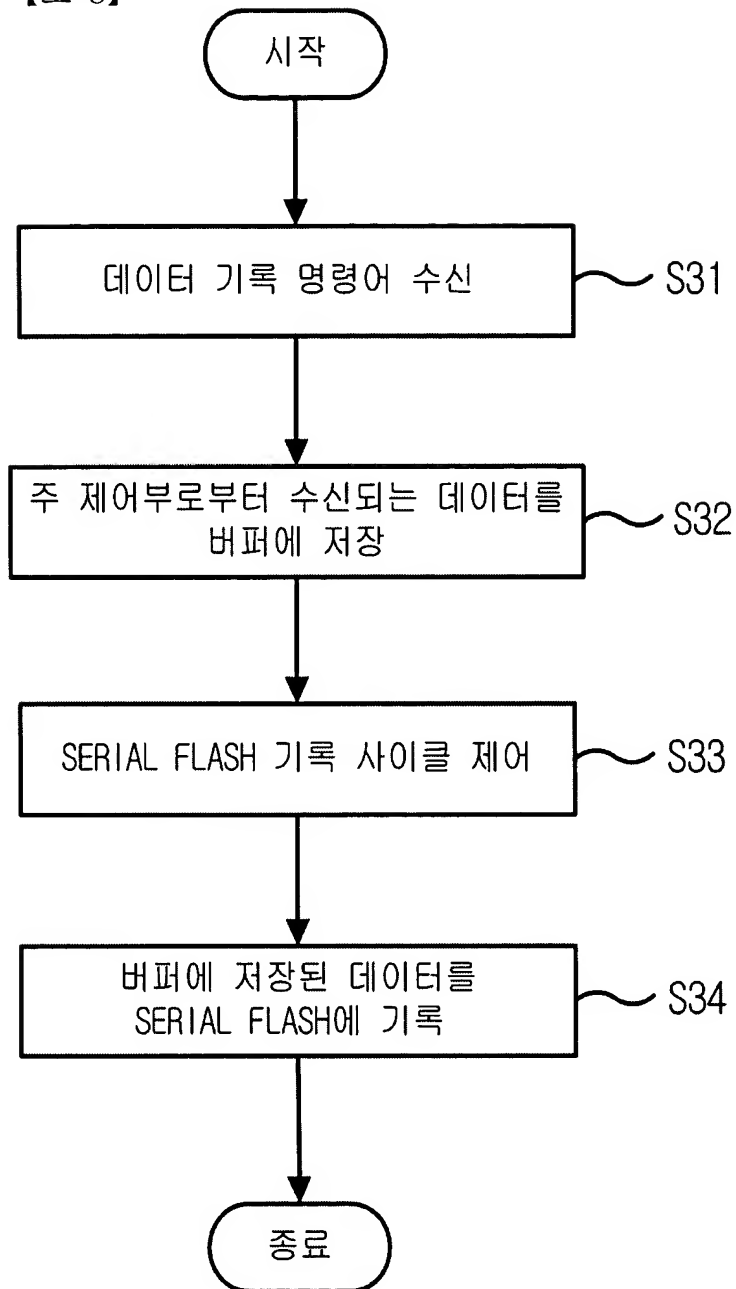 시작
데이터 기록 명령어 수신
S31
주 제어부로부터 수신되는 데이터를
버퍼에 저장
S32
SERIAL FLASH 기록 사이클 제어
S33
버퍼에 저장된 데이터를
SERIAL FLASH에 기록
S34
종료